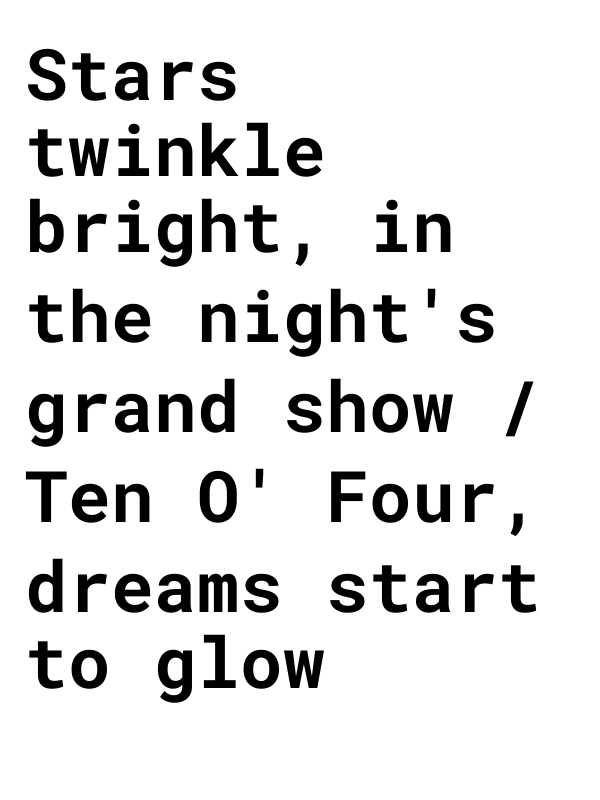 Stars
twinkle
bright, in
the night's
grand show /
Ten O' Four,
dreams start
to glow